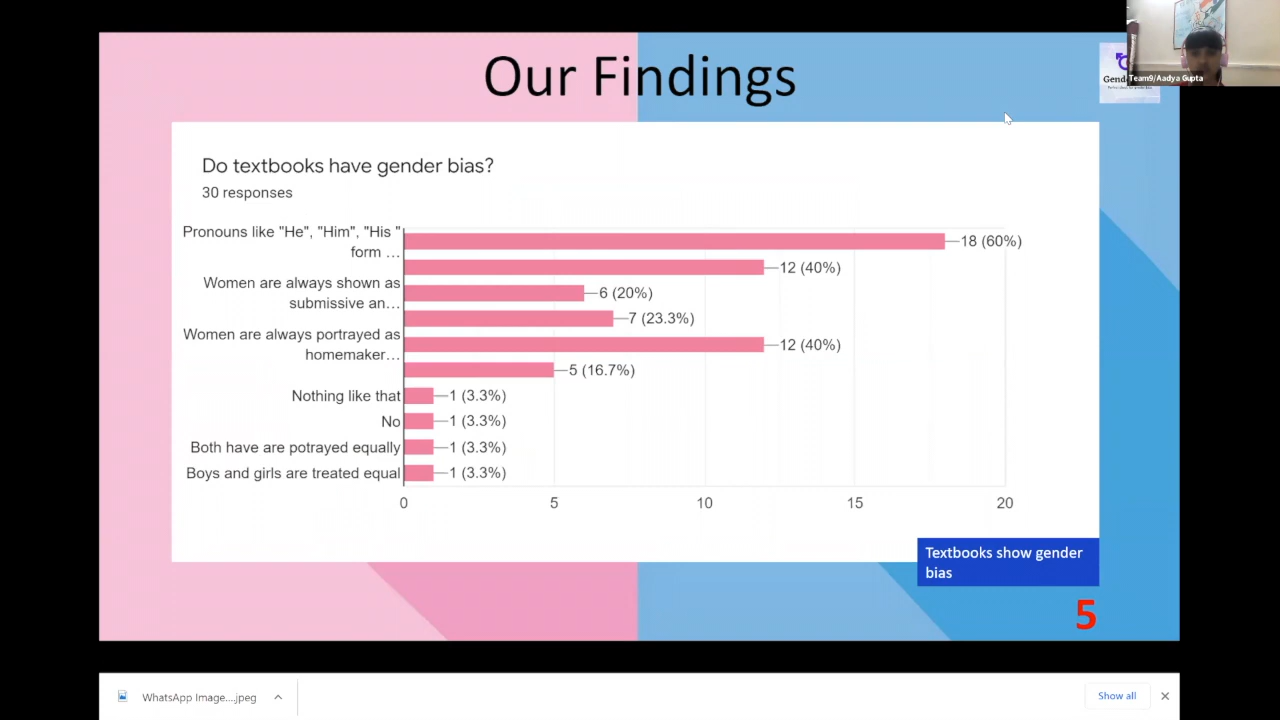 Our Findings
Gende
Team9/Aadya Gupta
Do textbooks have gender bias?
30 responses
Pronouns like "He", "Him", "His "
form …
18 (60%)
12 (40%)
Women are always shown as
submissive an…
6 (20%)
7 (23.3%)
Women are always portrayed as
homemaker…
12 (40%)
5 (16.7%)
Nothing like that
1 (3.3%)
No
1 (3.3%)
Both have are potrayed equally
1 (3.3%)
Boys and girls are treated equal
1 (3.3%)
0 5 10 15 20
Textbooks show gender
bias
5
WhatsApp Image....jpeg
Show all